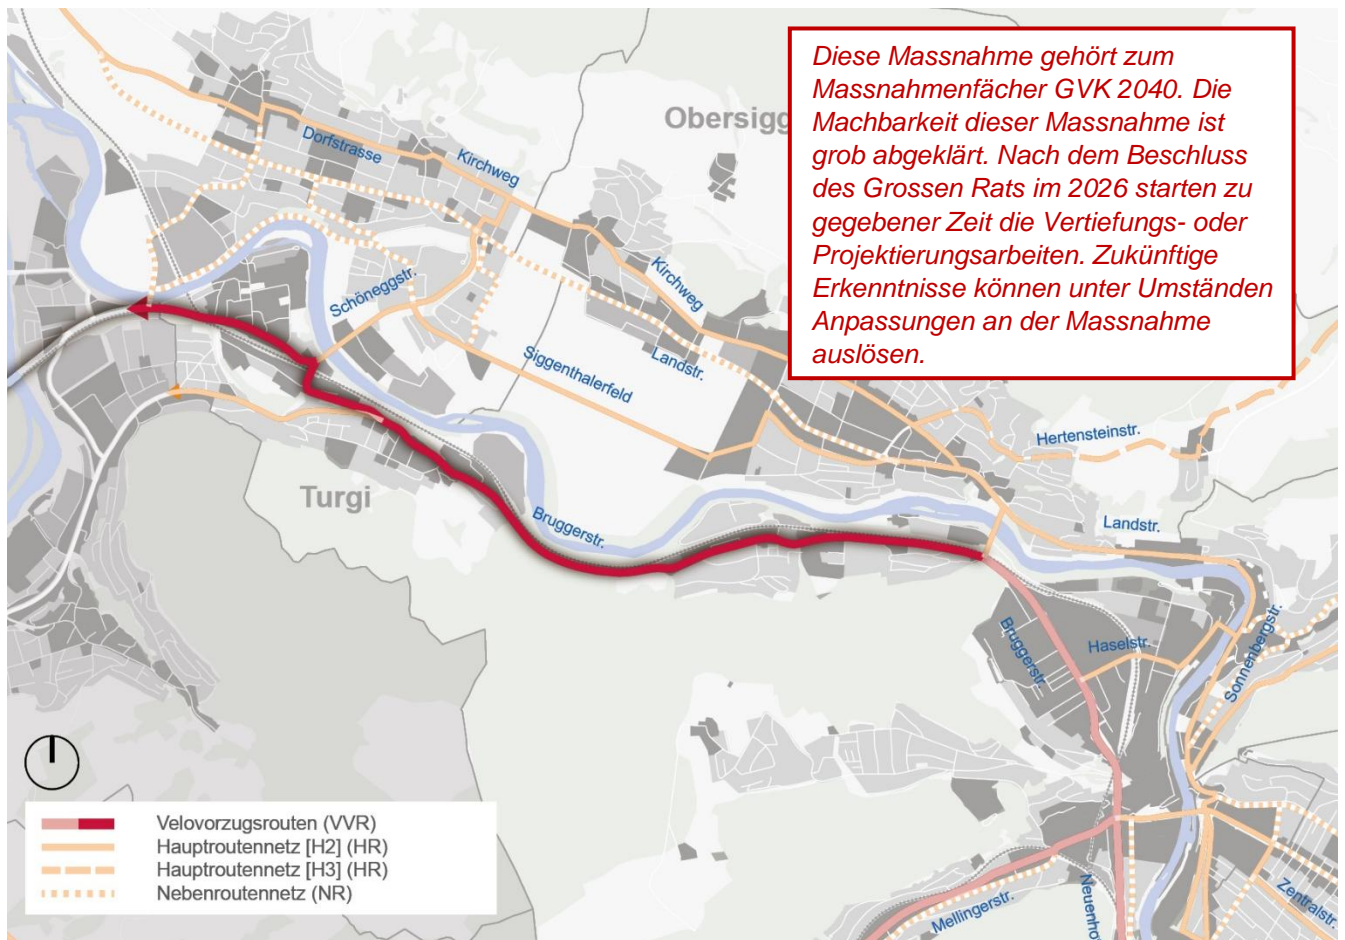 Diese Massnahme gehört zum
Massnahmenfächer GVK 2040. Die
Machbarkeit dieser Massnahme ist
grob abgeklärt. Nach dem Beschluss
des Grossen Rats im 2026 starten zu
gegebener Zeit die Vertiefungs- oder
Projektierungsarbeiten. Zukünftige
Erkenntnisse können unter Umständen
Anpassungen an der Massnahme
auslösen.
Obersigg
Dorfstrasse
Kirchweg
Kirchweg
Schöneggstr.
Landstr.
Siggenthalerfeld
Hertensteinstr.
Turgi
Bruggerstr.
Landstr.
Bruggerstr.
Haselstr.
Sonnenbergstr.
Mellingerstr.
Neuenho
Zentralstr.
Velovorzugsrouten (VVR)
Hauptroutennetz [H2] (HR)
Hauptroutennetz [H3] (HR)
Nebenroutennetz (NR)